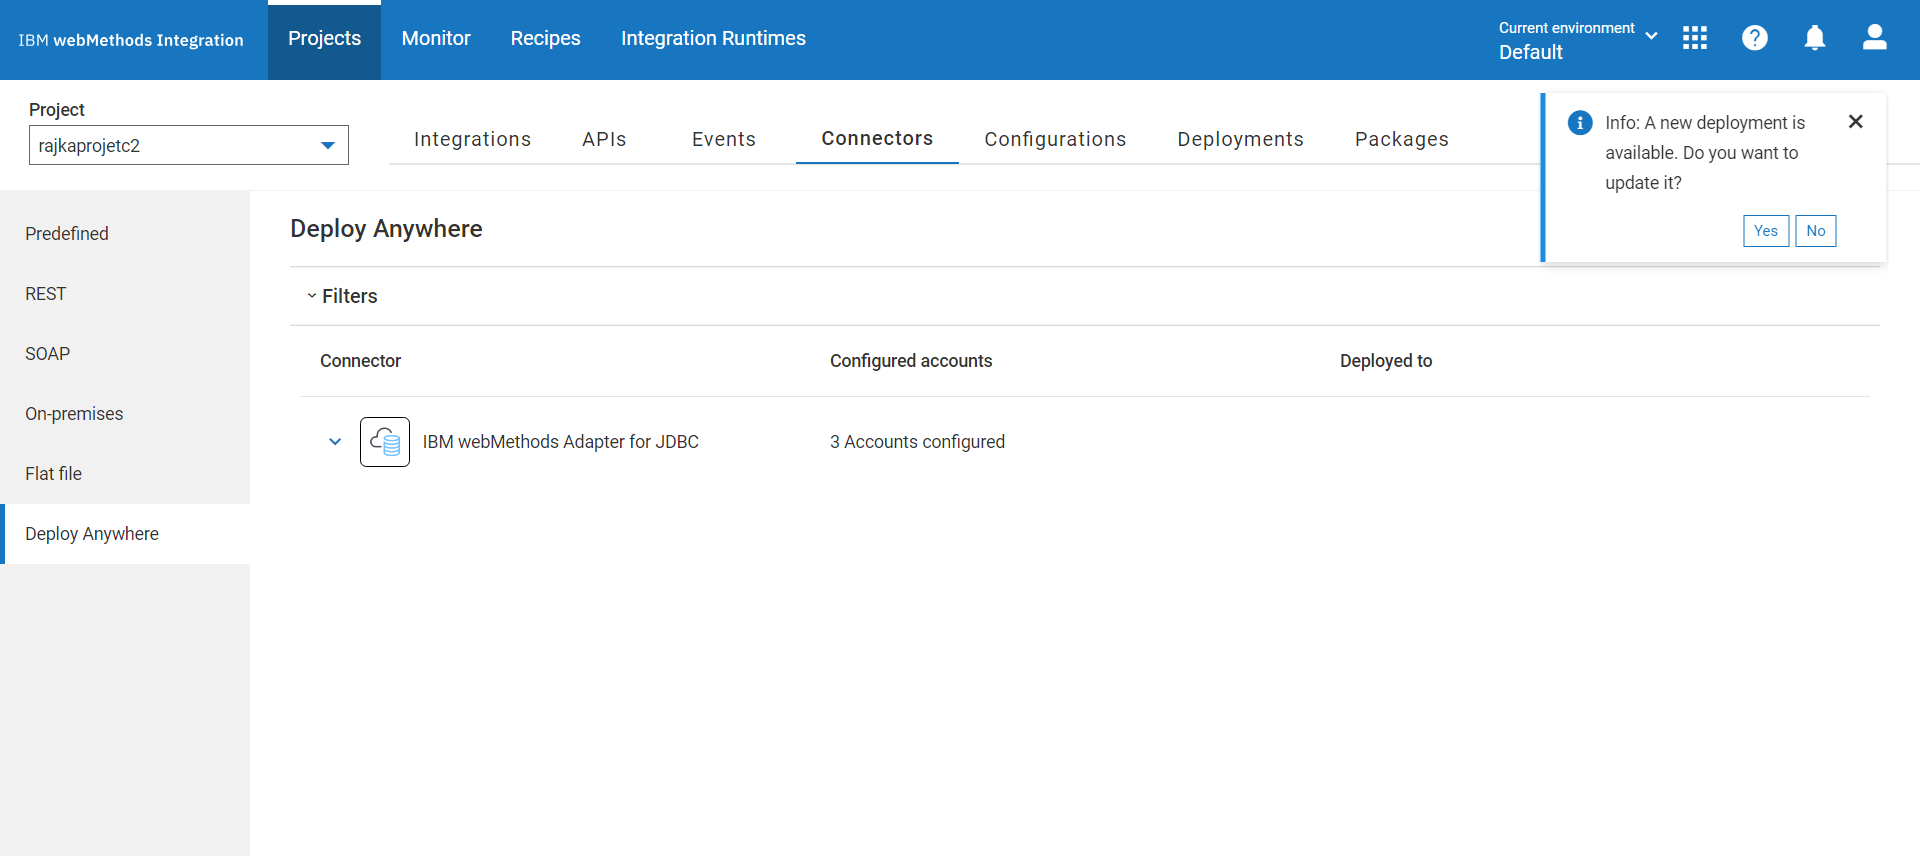 IBM webMethods Integration
Projects
Monitor
Recipes
Integration Runtimes
Current environment
Default
Project
rajkaprojetc2
Integrations
APIs
Events
Connectors
Configurations
Deployments
Packages
Info: A new deployment is
available. Do you want to
update it?
Yes
No
Predefined
REST
SOAP
On-premises
Flat file
Deploy Anywhere
Deploy Anywhere
Filters
Connector
Configured accounts
Deployed to
IBM webMethods Adapter for JDBC
3 Accounts configured